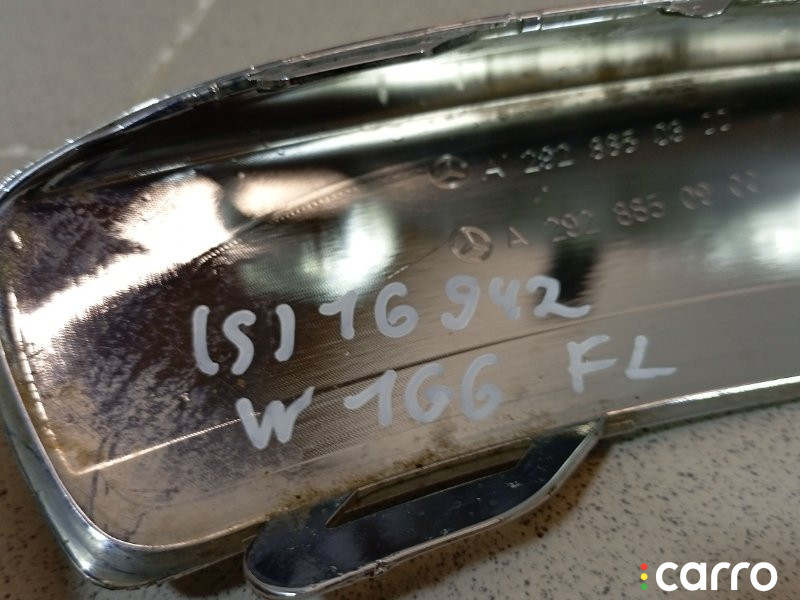 A 292 885 08 00
A 292 885 09 00
(S) 16 942
W 166 FL
carro